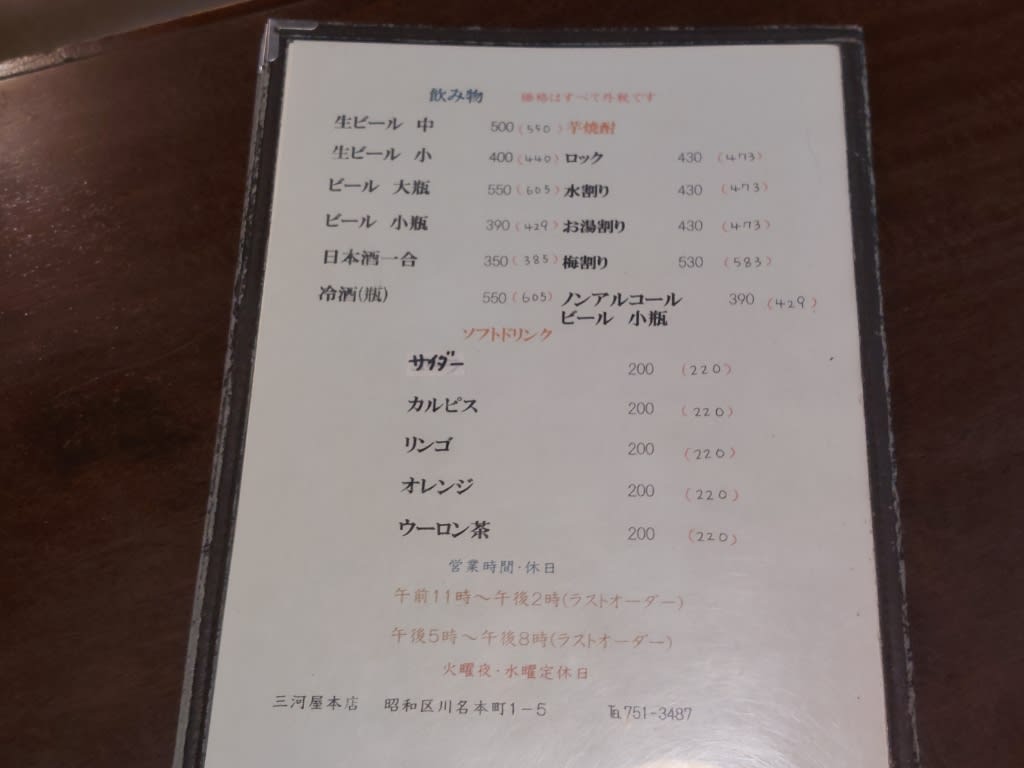 飲み物 価格はすべて外税です
生ビール 中 500(550) 芋焼酎
生ビール 小 400(440) ロック 430 (473)
ビール 大瓶 550(605) 水割り 430 (473)
ビール 小瓶 390(429) お湯割り 430 (473)
日本酒一合 350(385) 梅割り 530 (583)
冷酒(瓶) 550(605) ノンアルコール 390 (429)
ビール 小瓶
ソフトドリンク
サイダー 200 (220)
カルピス 200 (220)
リンゴ 200 (220)
オレンジ 200 (220)
ウーロン茶 200 (220)
営業時間・休日
午前11時~午後2時(ラストオーダー)
午後5時~午後8時(ラストオーダー)
火曜夜・水曜定休日
三河屋本店 昭和区川名本町1-5 ℡751-3487